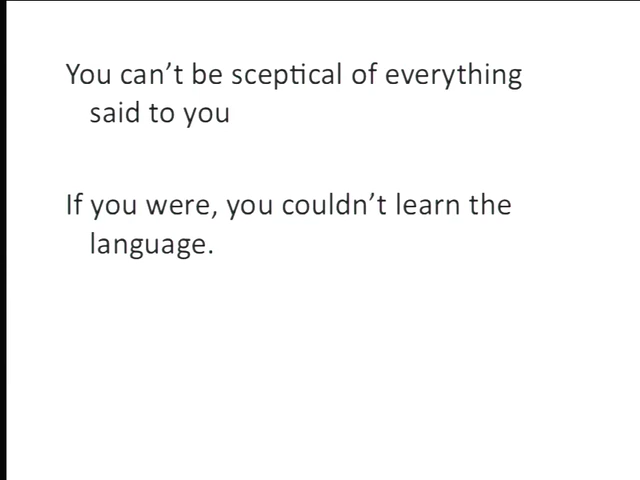 You can’t be sceptical of everything
said to you
If you were, you couldn’t learn the
language.